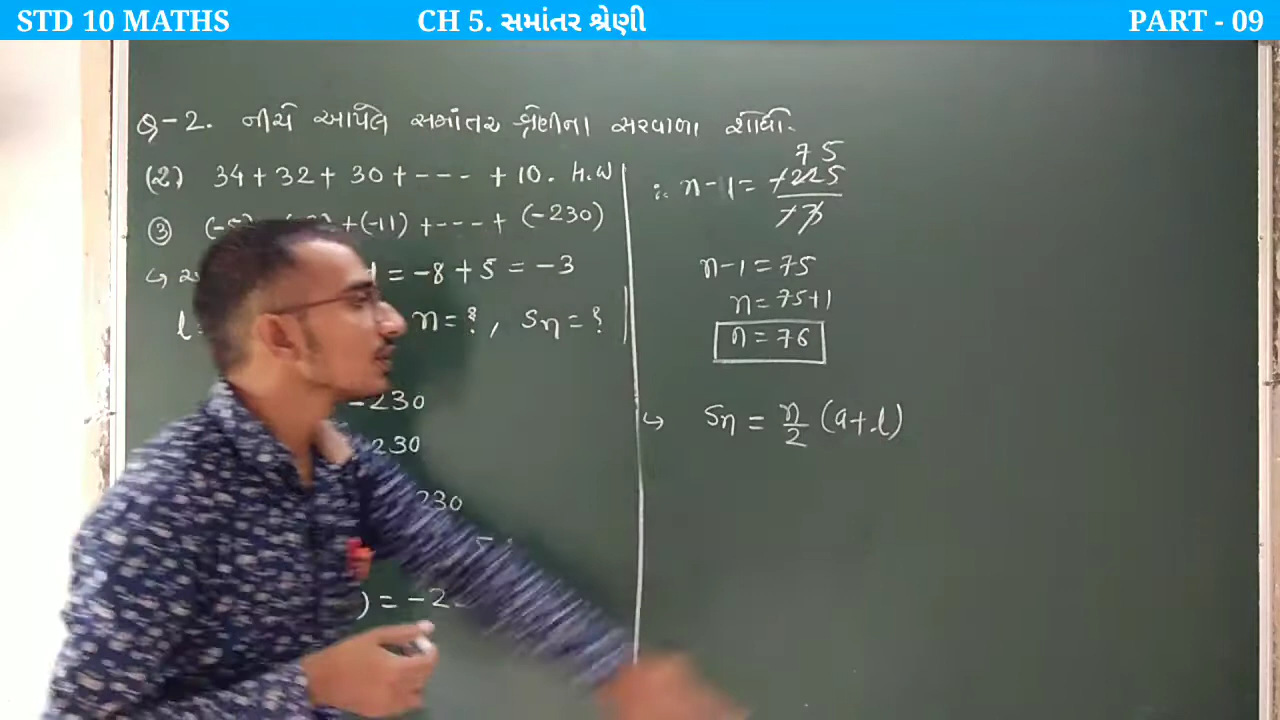 STD 10 MATHS CH 5. સમાંતર શ્રેણી PART - 09
Q-2. નીચે આપેલ સમાંતર શ્રેણીના સરવાળા શોધો.
(2) 34 + 32 + 30 + ---- + 10. H.W
③ (-5) + (-11) + --- + (-230)
= -8 + 5 = -3
n = ?, Sn = ?
-230
230
230
) = -2
∴ n - 1 = -225 / -3 75
n - 1 = 75
n = 75 + 1
n = 76
↪ Sn = n/2 (a + l)